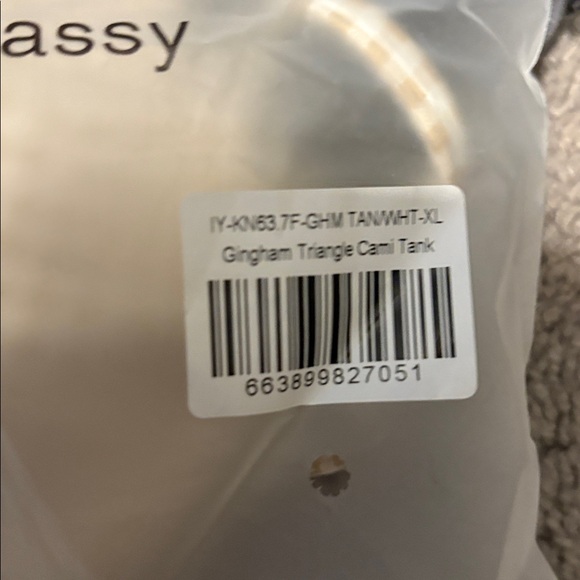 assy
IY-KN63.7F-GHM TAN/WHT-XL
Gingham Triangle Cami Tank
663899827051